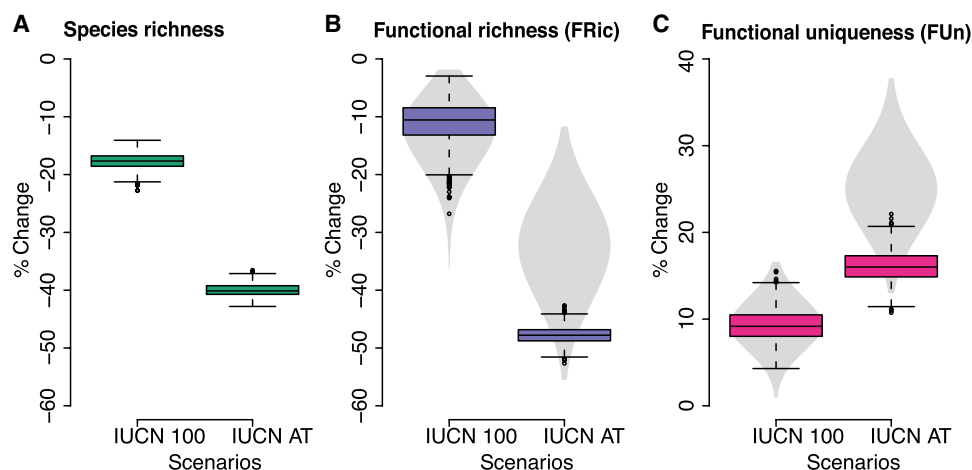 A Species richness
% Change
0
−10
−20
−30
−40
−50
−60
IUCN 100 IUCN AT
Scenarios
B Functional richness (FRic)
% Change
0
−10
−20
−30
−40
−50
−60
IUCN 100 IUCN AT
Scenarios
C Functional uniqueness (FUn)
% Change
40
30
20
10
0
IUCN 100 IUCN AT
Scenarios